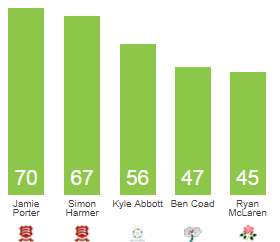 70 67 56 47 45
Jamie Porter
Simon Harmer
Kyle Abbott
Ben Coad
Ryan McLaren